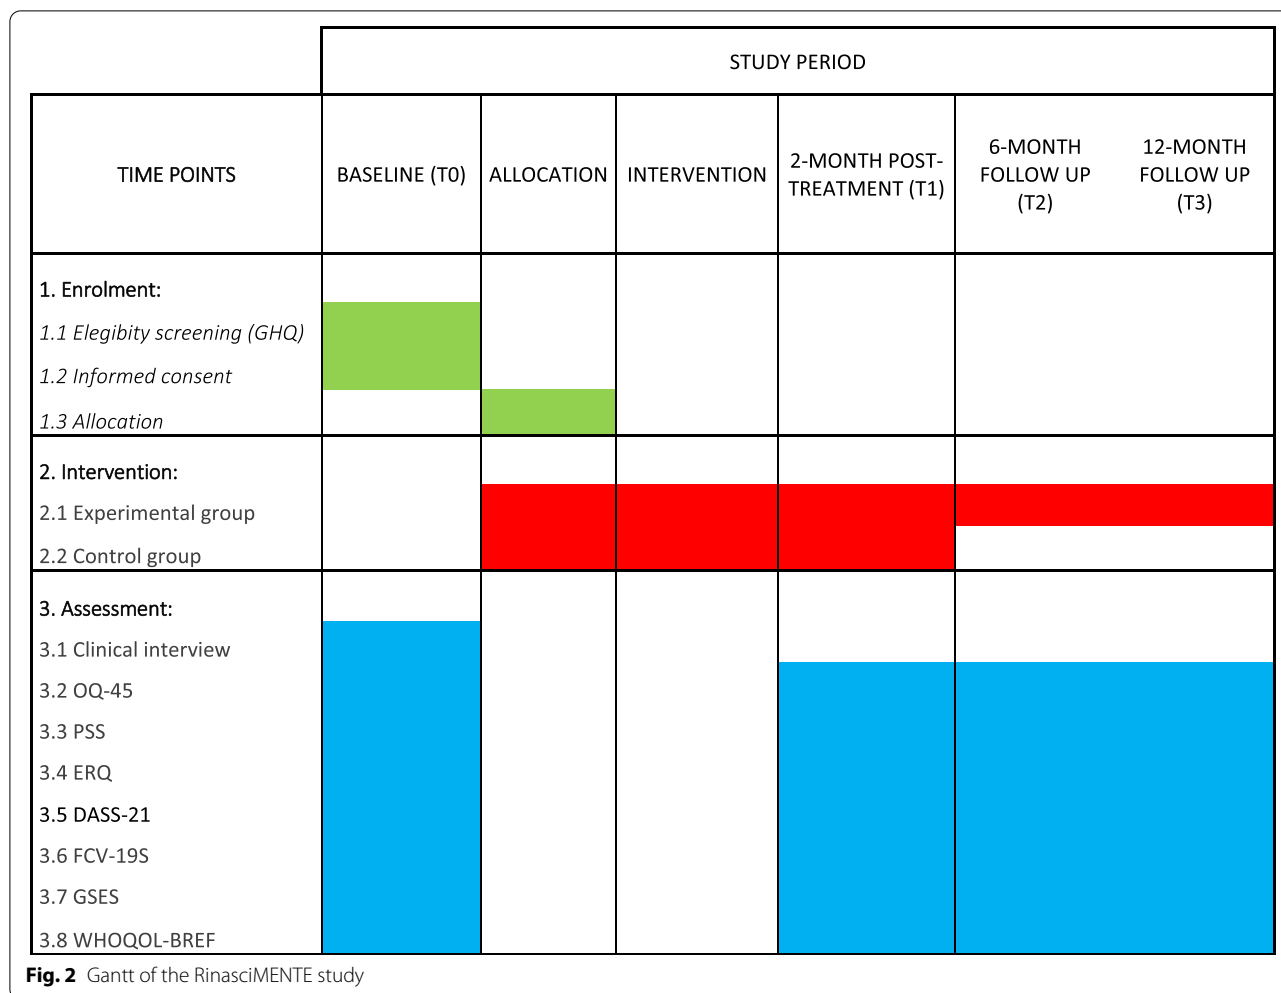 STUDY PERIOD
TIME POINTS
BASELINE (T0)
ALLOCATION
INTERVENTION
2-MONTH POST-
TREATMENT (T1)
6-MONTH
FOLLOW UP
(T2)
12-MONTH
FOLLOW UP
(T3)
1. Enrolment:
1.1 Elegibity screening (GHQ)
1.2 Informed consent
1.3 Allocation
2. Intervention:
2.1 Experimental group
2.2 Control group
3. Assessment:
3.1 Clinical interview
3.2 OQ-45
3.3 PSS
3.4 ERQ
3.5 DASS-21
3.6 FCV-19S
3.7 GSES
3.8 WHOQOL-BREF
Fig. 2 Gantt of the RinasciMENTE study